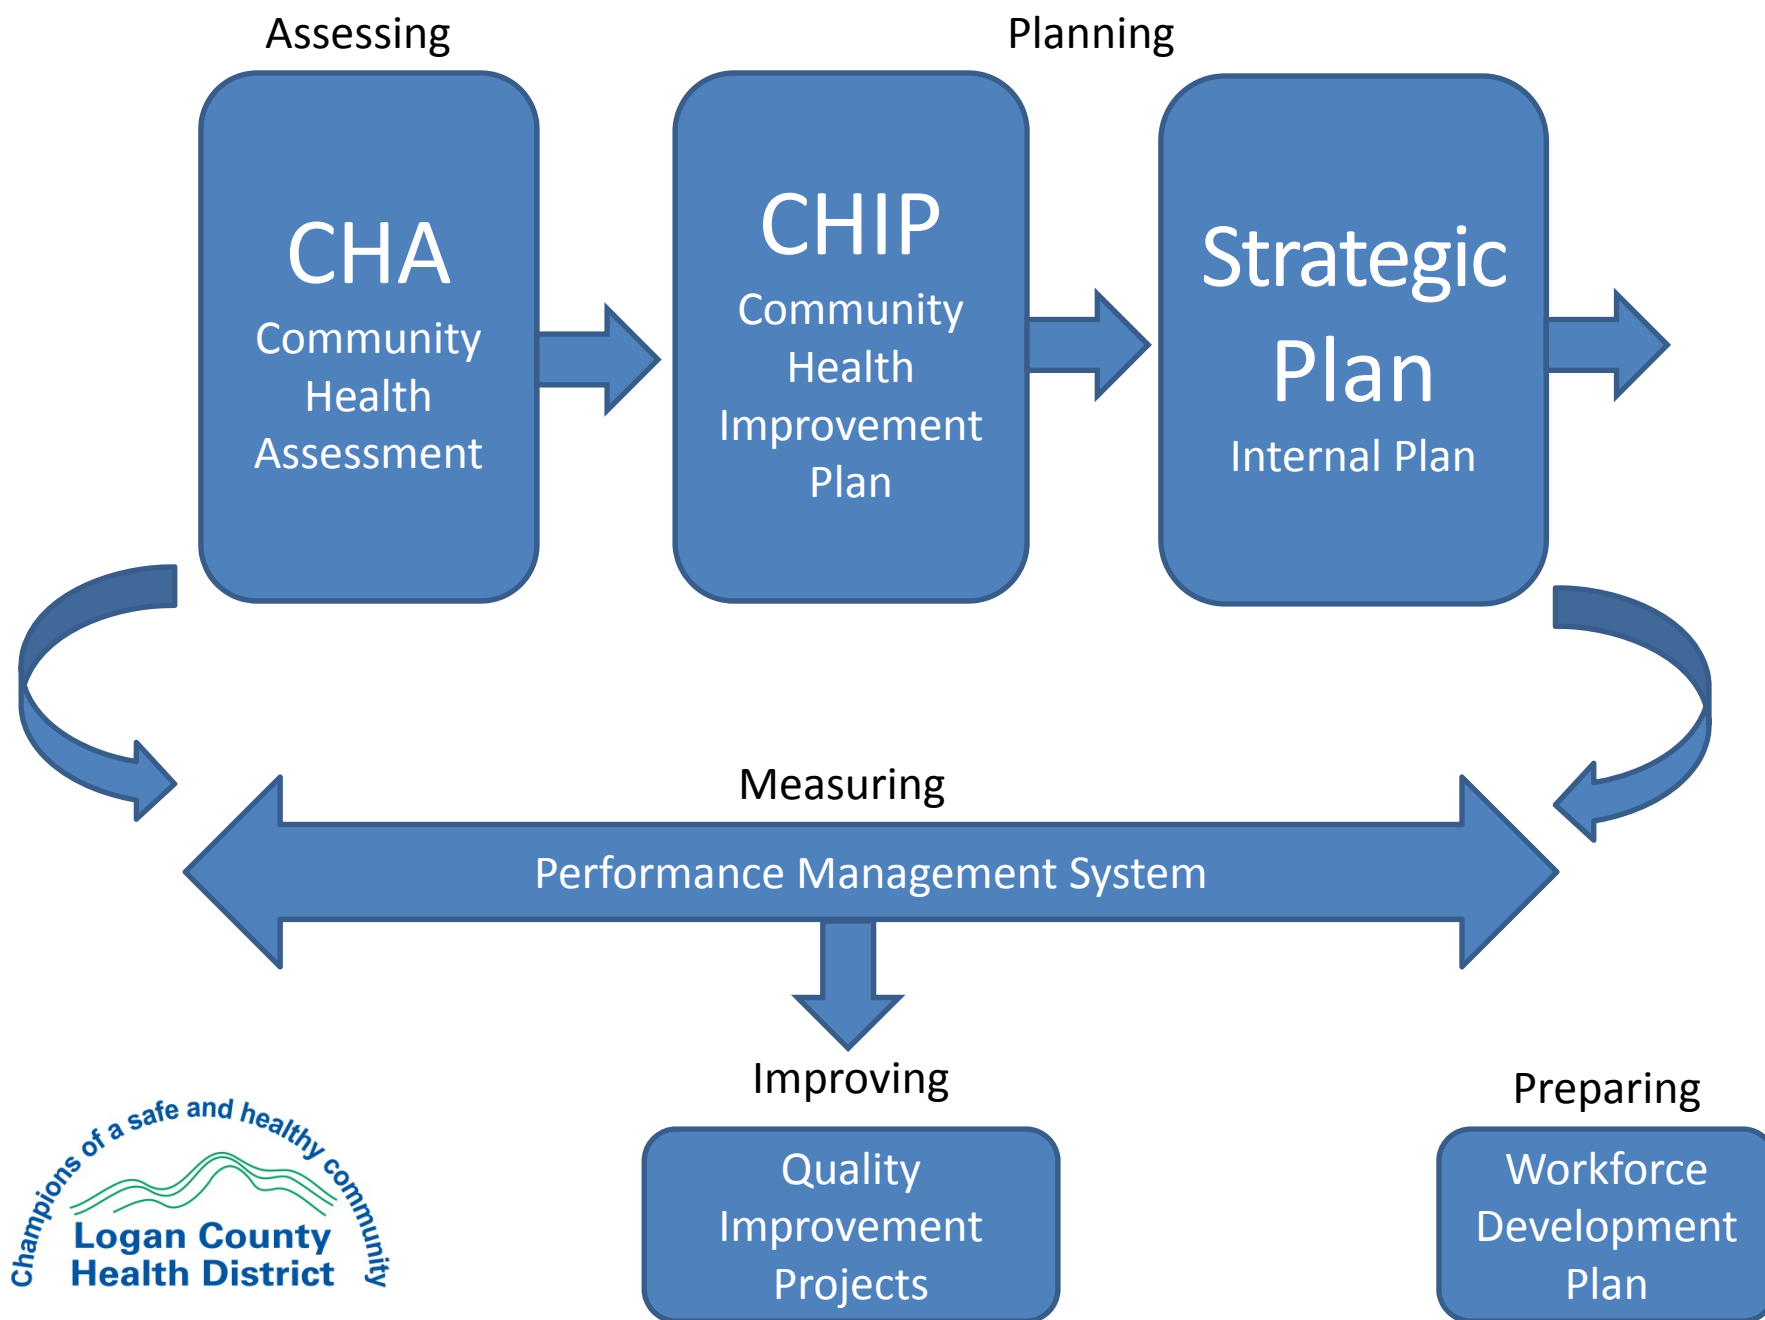 Assessing
Planning
CHA
Community
Health
Assessment
CHIP
Community
Health
Improvement
Plan
Strategic
Plan
Internal Plan
Measuring
Performance Management System
Improving
Quality
Improvement
Projects
Preparing
Workforce
Development
Plan
Champions of a safe and healthy community
Logan County
Health District